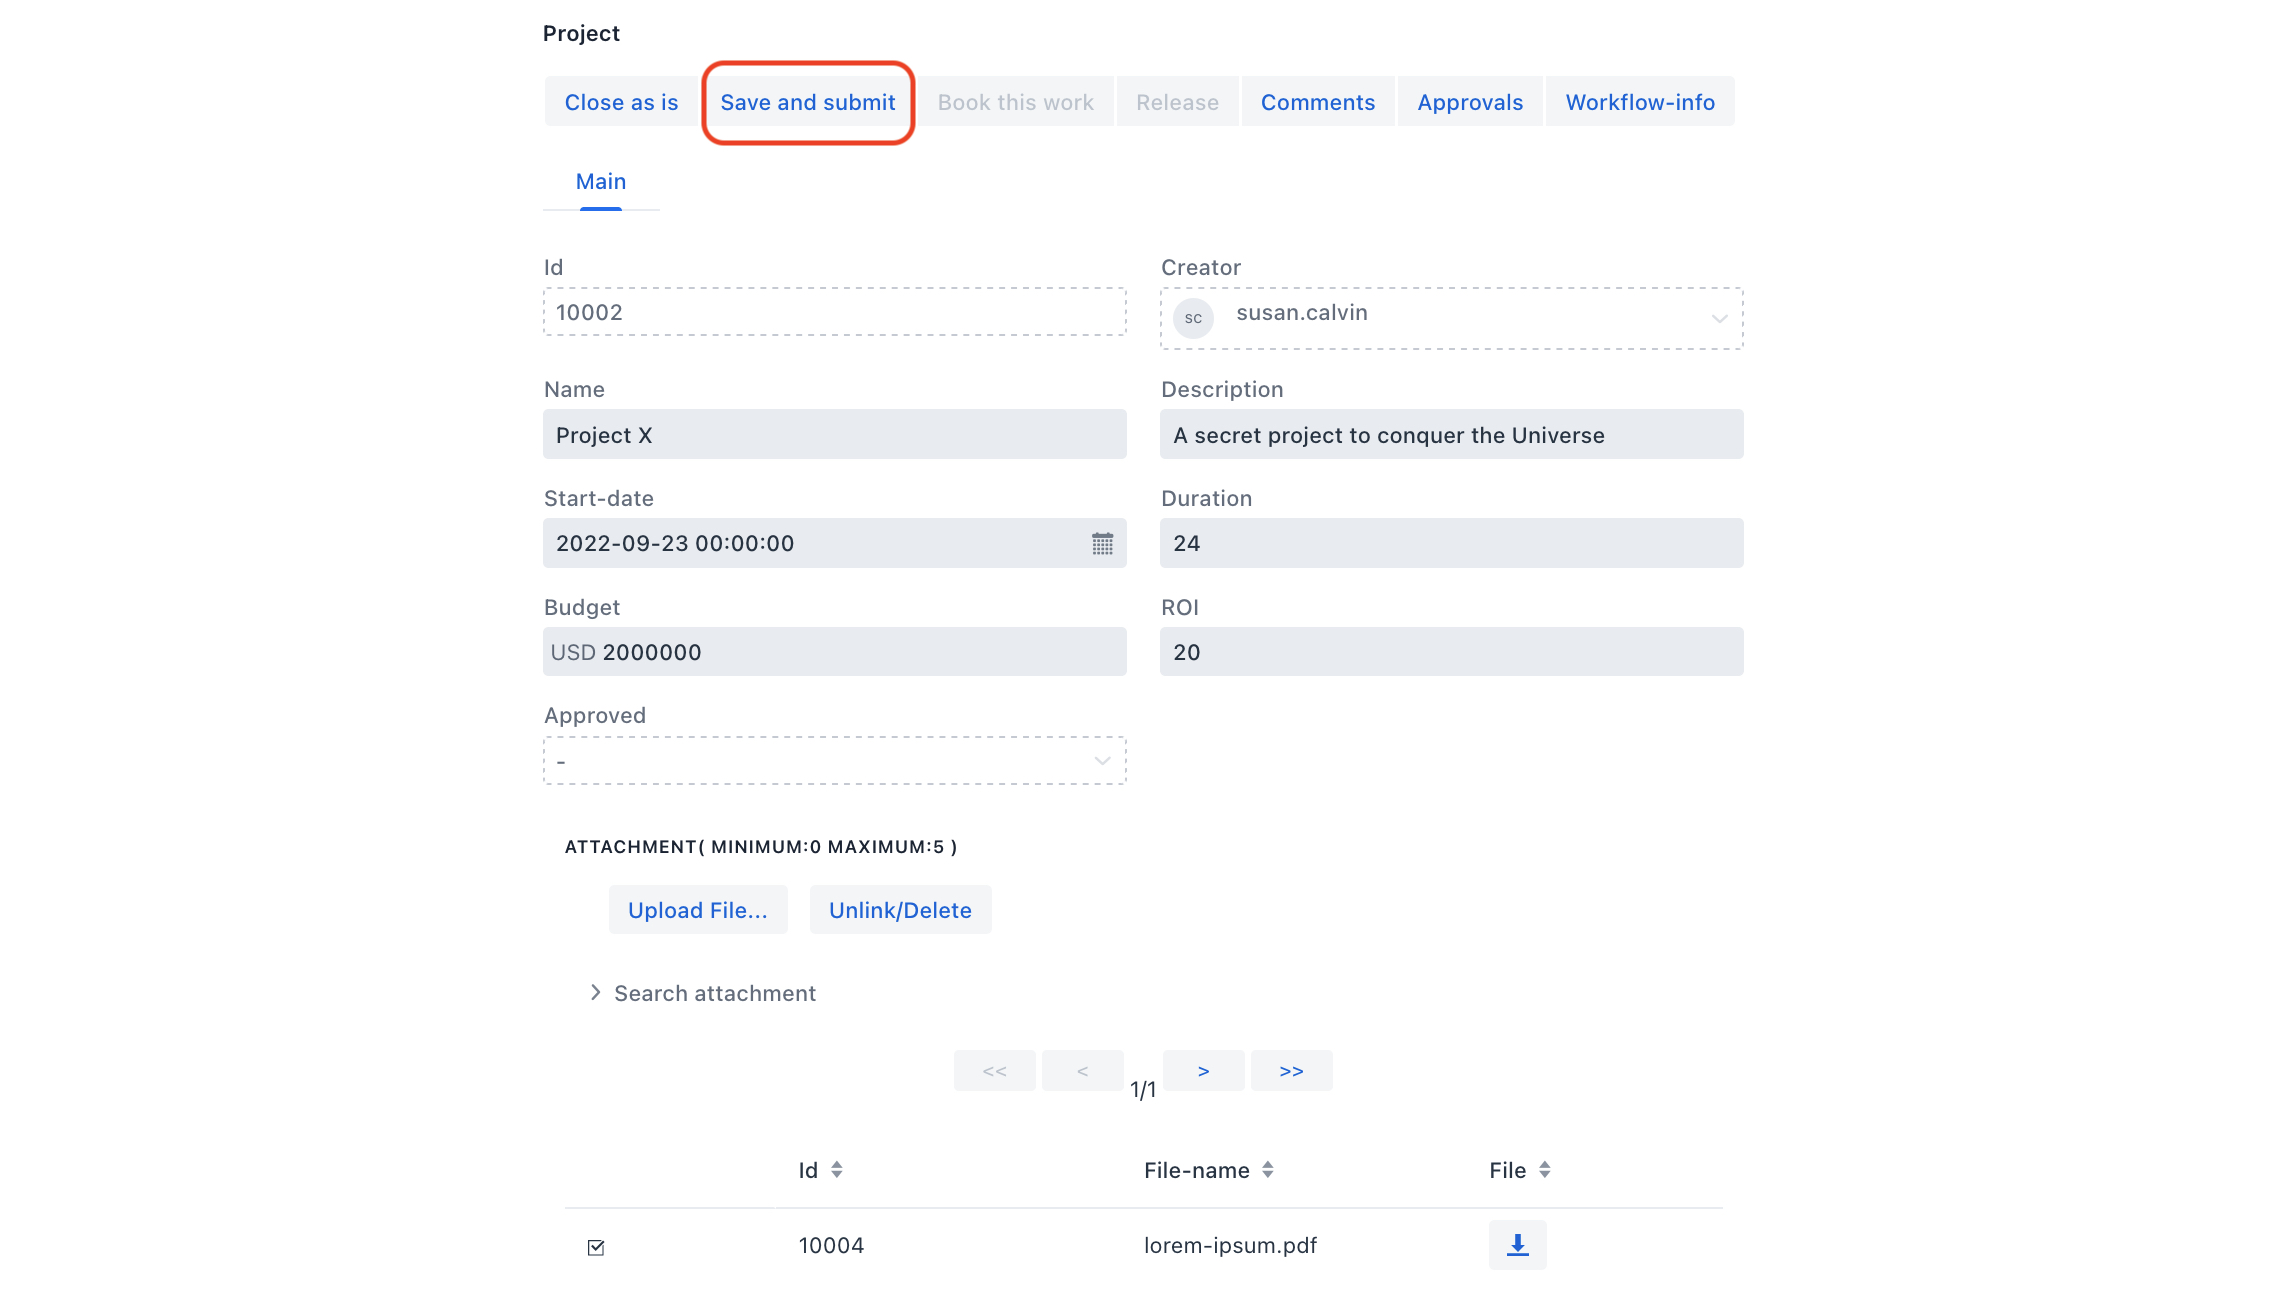 Project
Close as is Save and submit Book this work Release Comments Approvals Workflow-info
Main
Id Creator
10002 SC susan.calvin
Name Description
Project X A secret project to conquer the Universe
Start-date Duration
2022-09-23 00:00:00 24
Budget ROI
USD 2000000 20
Approved
-
ATTACHMENT( MINIMUM:0 MAXIMUM:5 )
Upload File... Unlink/Delete
> Search attachment
<< < 1/1 > >>
Id File-name File
10004 lorem-ipsum.pdf